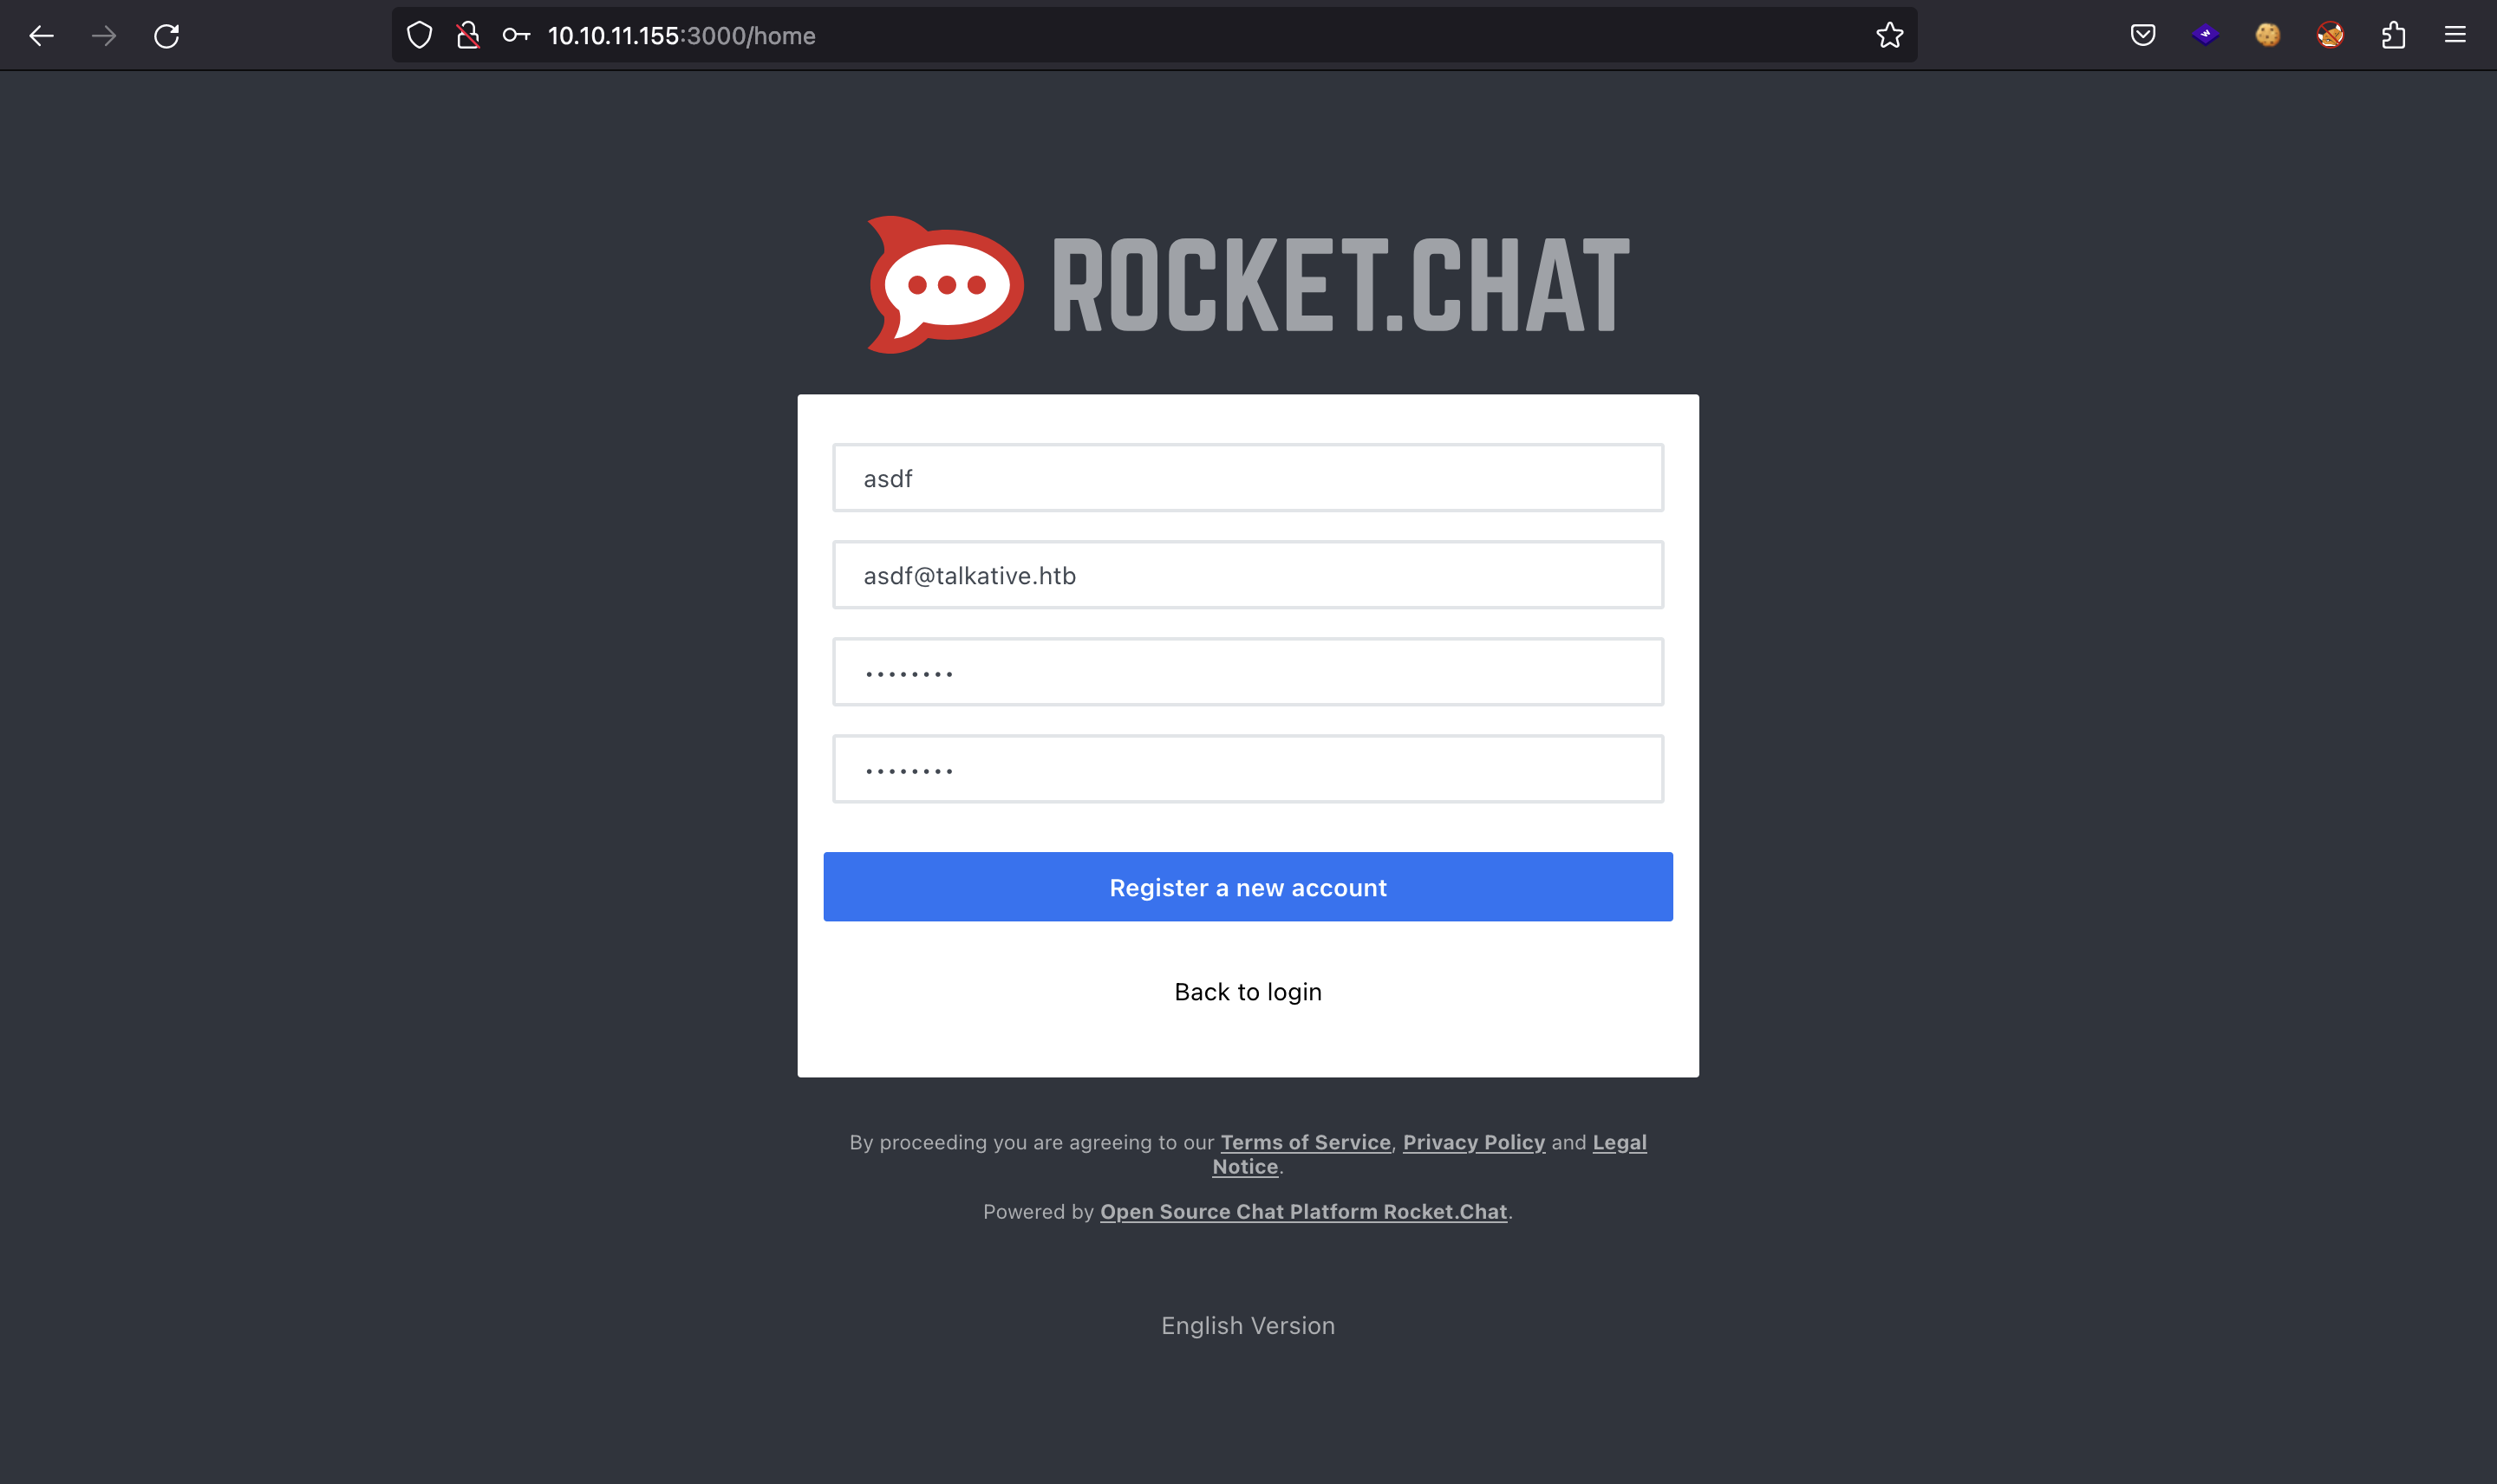 10.10.11.155:3000/home
ROCKET.CHAT
asdf
asdf@talkative.htb
••••••••
••••••••
Register a new account
Back to login
By proceeding you are agreeing to our Terms of Service, Privacy Policy and Legal
Notice.
Powered by Open Source Chat Platform Rocket.Chat.
English Version